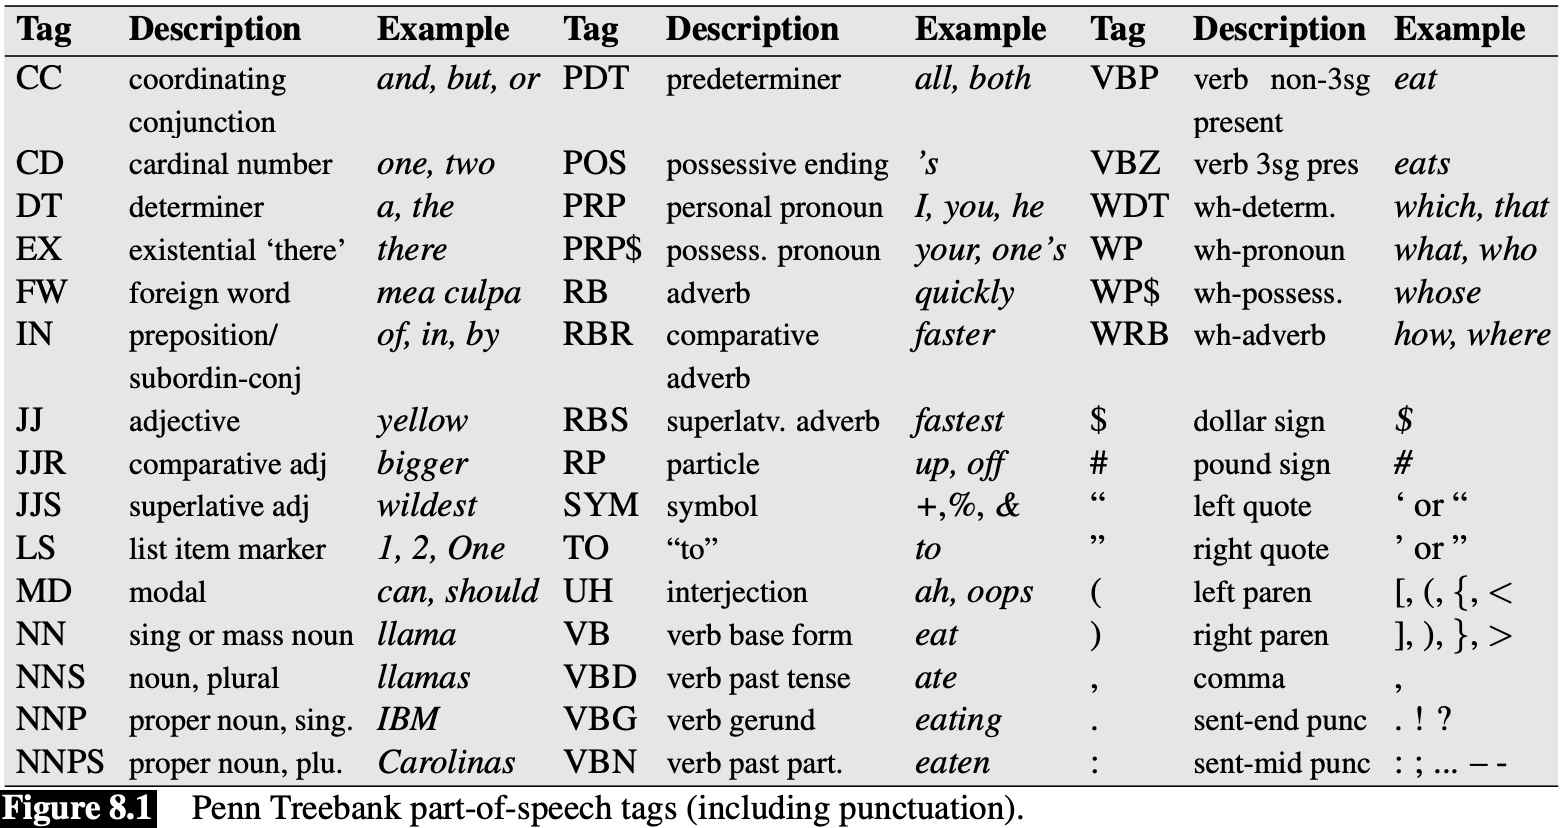 Tag Description Example Tag Description Example Tag Description Example
CC coordinating and, but, or PDT predeterminer all, both VBP verb non-3sg eat
conjunction present
CD cardinal number one, two POS possessive ending ’s VBZ verb 3sg pres eats
DT determiner a, the PRP personal pronoun I, you, he WDT wh-determ. which, that
EX existential ‘there’ there PRP$ possess. pronoun your, one’s WP wh-pronoun what, who
FW foreign word mea culpa RB adverb quickly WP$ wh-possess. whose
IN preposition/ of, in, by RBR comparative faster WRB wh-adverb how, where
subordin-conj adverb
JJ adjective yellow RBS superlatv. adverb fastest $ dollar sign $
JJR comparative adj bigger RP particle up, off # pound sign #
JJS superlative adj wildest SYM symbol +,%, & “ left quote ‘ or “
LS list item marker 1, 2, One TO “to” to ” right quote ’ or ”
MD modal can, should UH interjection ah, oops ( left paren [, (, {, <
NN sing or mass noun llama VB verb base form eat ) right paren ], ), }, >
NNS noun, plural llamas VBD verb past tense ate , comma ,
NNP proper noun, sing. IBM VBG verb gerund eating . sent-end punc . ! ?
NNPS proper noun, plu. Carolinas VBN verb past part. eaten : sent-mid punc : ; ... – -
Figure 8.1 Penn Treebank part-of-speech tags (including punctuation).